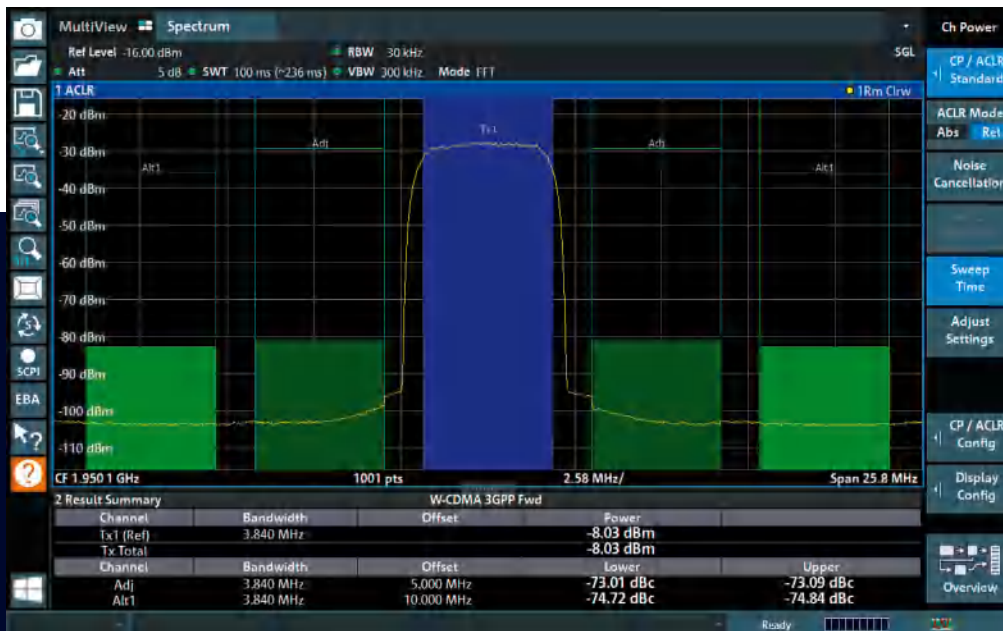 MultiView Spectrum
Ch Power
Ref Level -16.00 dBm RBW 30 kHz SGL
Att 5 dB SWT 100 ms (~236 ms) VBW 300 kHz Mode FFT
CP / ACLR
Standard
1 ACLR 1Rm Clrw
ACLR Mode
Abs Rel
-20 dBm
Tx1
Adj Adj
-30 dBm
Alt1 Alt1
Noise
Cancellation
-40 dBm
-50 dBm
-60 dBm
Sweep
Time
-70 dBm
Adjust
Settings
-80 dBm
SCPI
-90 dBm
EBA
-100 dBm
CP / ACLR
Config
-110 dBm
CF 1.950 1 GHz 1001 pts 2.58 MHz/ Span 25.8 MHz
Display
Config
2 Result Summary W-CDMA 3GPP Fwd
Channel Bandwidth Offset Power
Tx1 (Ref) 3.840 MHz -8.03 dBm
Tx Total -8.03 dBm
Channel Bandwidth Offset Lower Upper
Adj 3.840 MHz 5.000 MHz -73.01 dBc -73.09 dBc
Alt1 3.840 MHz 10.000 MHz -74.72 dBc -74.84 dBc
Overview
Ready